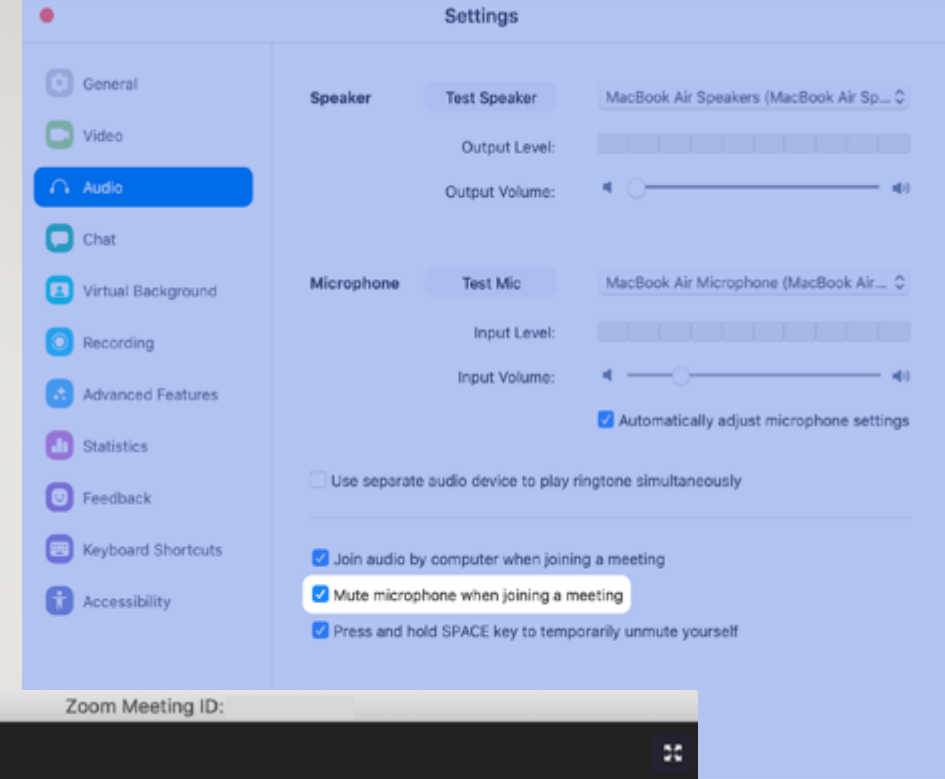 Settings
General
Video
Audio
Chat
Virtual Background
Recording
Advanced Features
Statistics
Feedback
Keyboard Shortcuts
Accessibility
Speaker Test Speaker MacBook Air Speakers (MacBook Air Sp...
Output Level:
Output Volume:
Microphone Test Mic MacBook Air Microphone (MacBook Air...
Input Level:
Input Volume:
Automatically adjust microphone settings
Use separate audio device to play ringtone simultaneously
Join audio by computer when joining a meeting
Mute microphone when joining a meeting
Press and hold SPACE key to temporarily unmute yourself
Zoom Meeting ID: